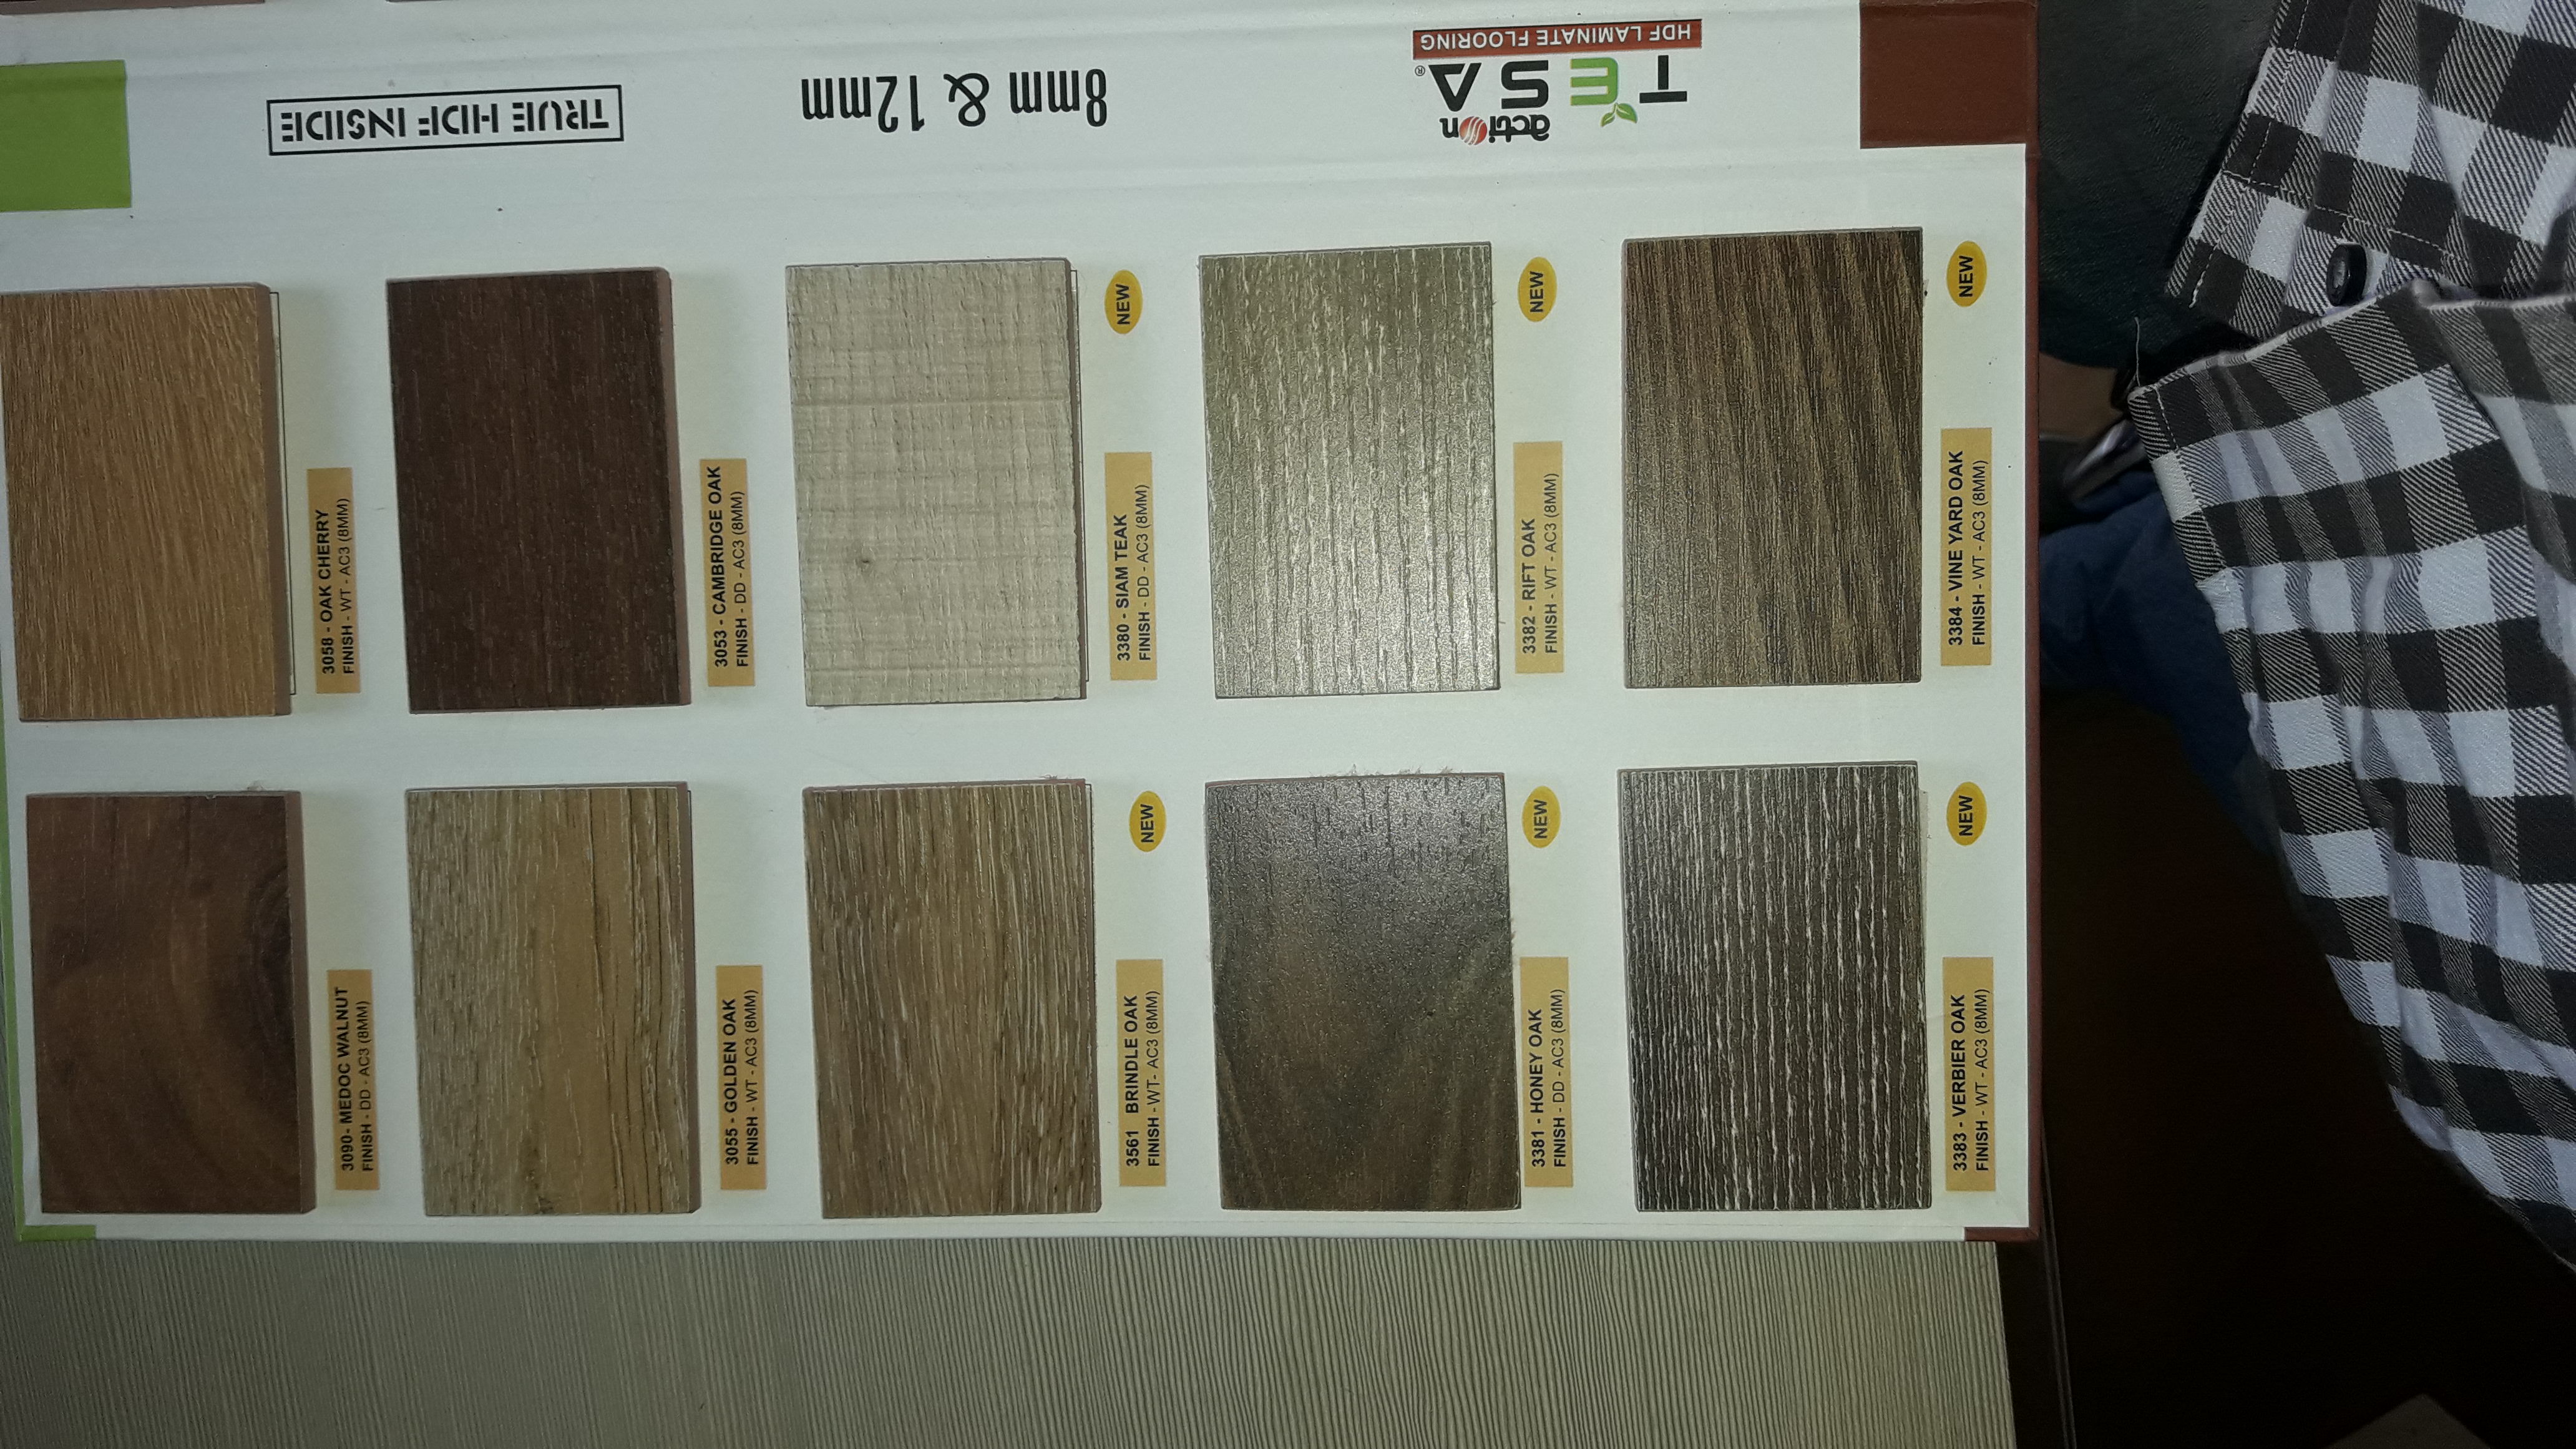 3090- MEDOC WALNUT
FINISH - DD - AC3 (8MM)
3058 - OAK CHERRY
FINISH - WT - AC3 (8MM)
3055 - GOLDEN OAK
FINISH - WT - AC3 (8MM)
3053 - CAMBRIDGE OAK
FINISH - DD - AC3 (8MM)
3561 BRINDLE OAK
FINISH -WT- AC3 (8MM)
NEW
3380 - SIAM TEAK
FINISH - DD - AC3 (8MM)
NEW
3381 - HONEY OAK
FINISH - DD - AC3 (8MM)
NEW
3382 - RIFT OAK
FINISH - WT - AC3 (8MM)
NEW
3383 - VERBIER OAK
FINISH - WT - AC3 (8MM)
NEW
3384 - VINE YARD OAK
FINISH - WT - AC3 (8MM)
NEW
action
TESA®
HDF LAMINATE FLOORING
8mm & 12mm
TRUE HDF INSIDE